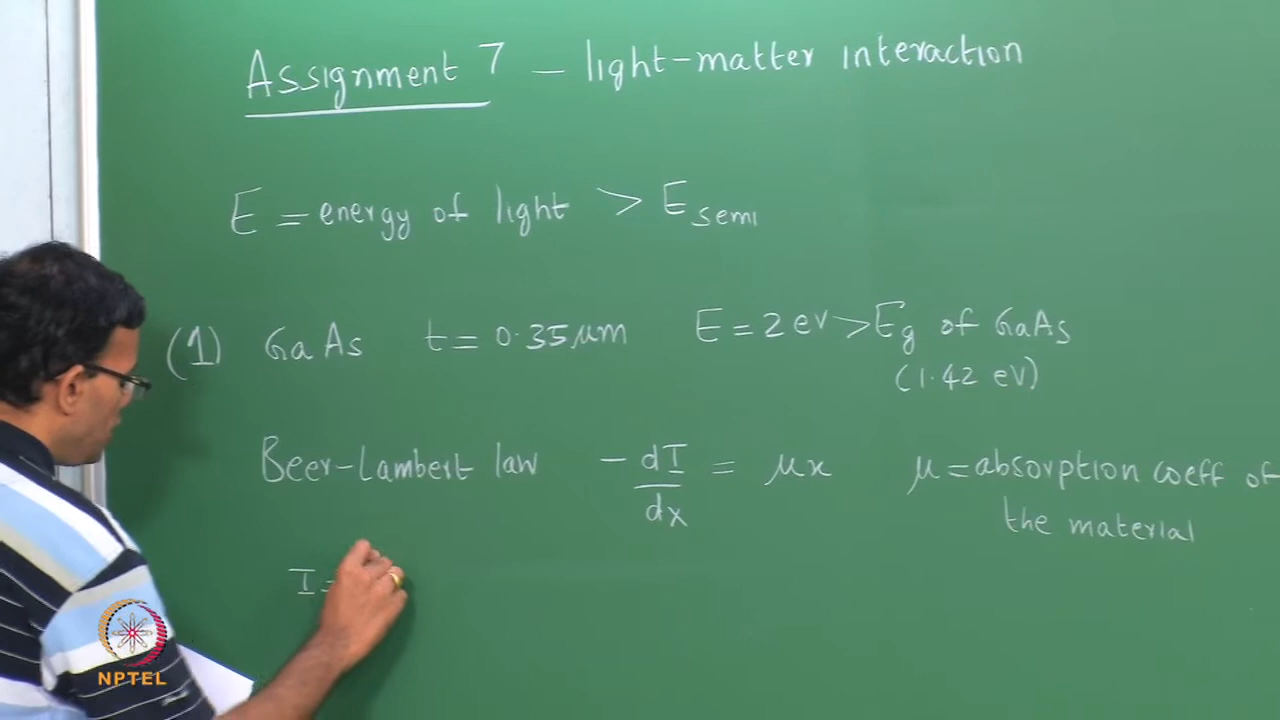 Assignment 7 – light-matter interaction
E = energy of light > E semi
(1) GaAs t = 0.35 μm E = 2 eV > Eg of GaAs
(1.42 eV)
Beer-Lambert law - dI/dx = μx μ = absorption coeff of
the material
I =
NPTEL